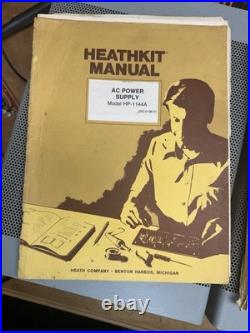 HEATHKIT
MANUAL
AC POWER
SUPPLY
Model HP-1144A
HEATH COMPANY • BENTON HARBOR, MICHIGAN